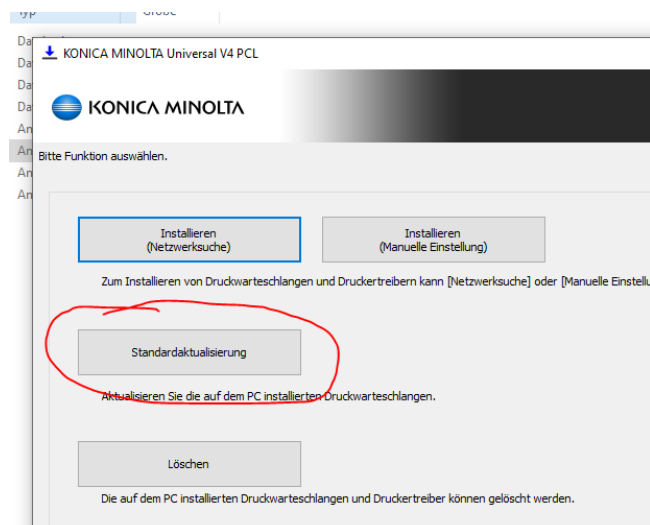 Typ Größe
KONICA MINOLTA Universal V4 PCL
KONICA MINOLTA
Bitte Funktion auswählen.
Installieren
(Netzwerksuche)
Installieren
(Manuelle Einstellung)
Zum Installieren von Druckwarteschlangen und Druckertreibern kann [Netzwerksuche] oder [Manuelle
Standardaktualisierung
Aktualisieren Sie die auf dem PC installierten Druckwarteschlangen.
Löschen
Die auf dem PC installierten Druckwarteschlangen und Druckertreiber können gelöscht werden.